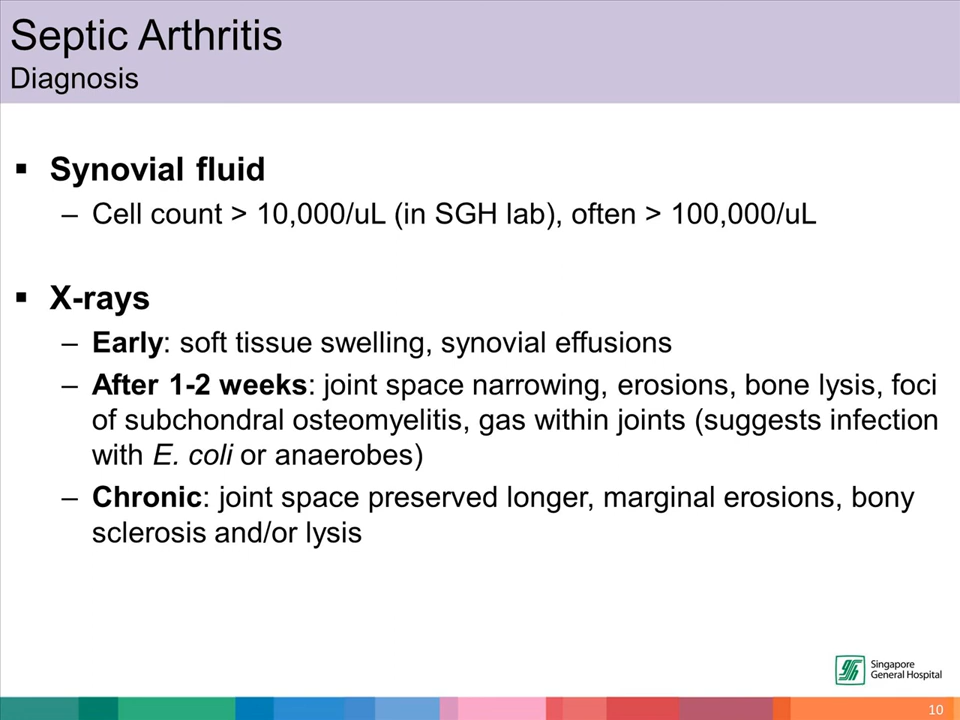 Septic Arthritis
Diagnosis
▪ Synovial fluid
– Cell count > 10,000/uL (in SGH lab), often > 100,000/uL
▪ X-rays
– Early: soft tissue swelling, synovial effusions
– After 1-2 weeks: joint space narrowing, erosions, bone lysis, foci
of subchondral osteomyelitis, gas within joints (suggests infection
with E. coli or anaerobes)
– Chronic: joint space preserved longer, marginal erosions, bony
sclerosis and/or lysis
Singapore
General Hospital
10